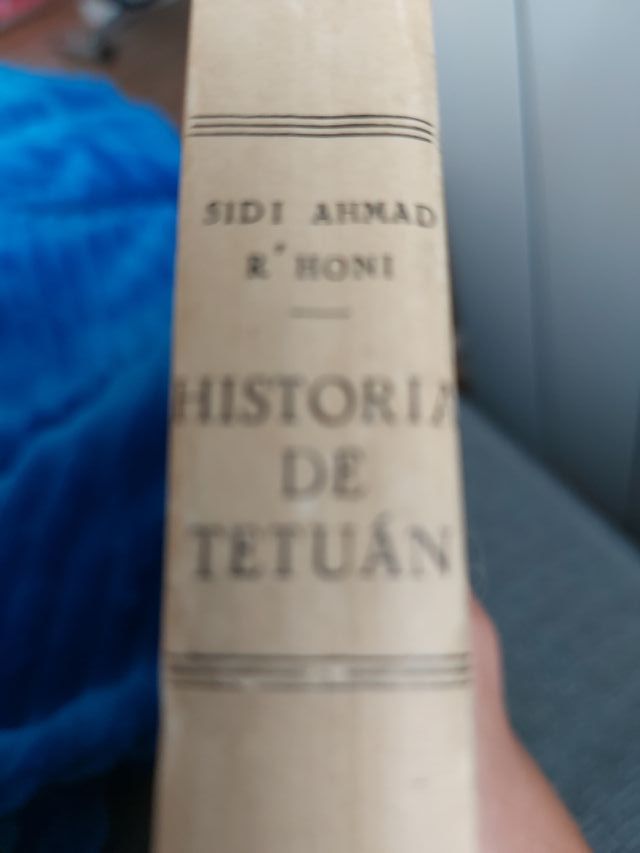 SIDI AHMAD
R'HONI
HISTORIA
DE
TETUÁN